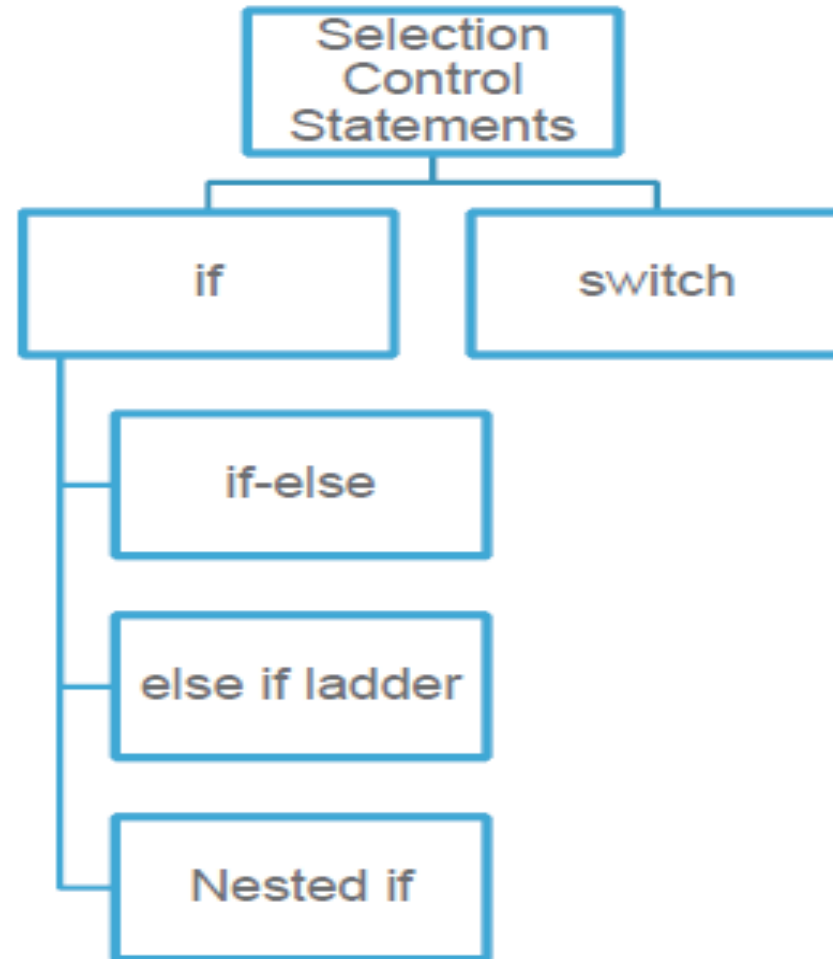 Selection
Control
Statements
if
switch
if-else
else if ladder
Nested if